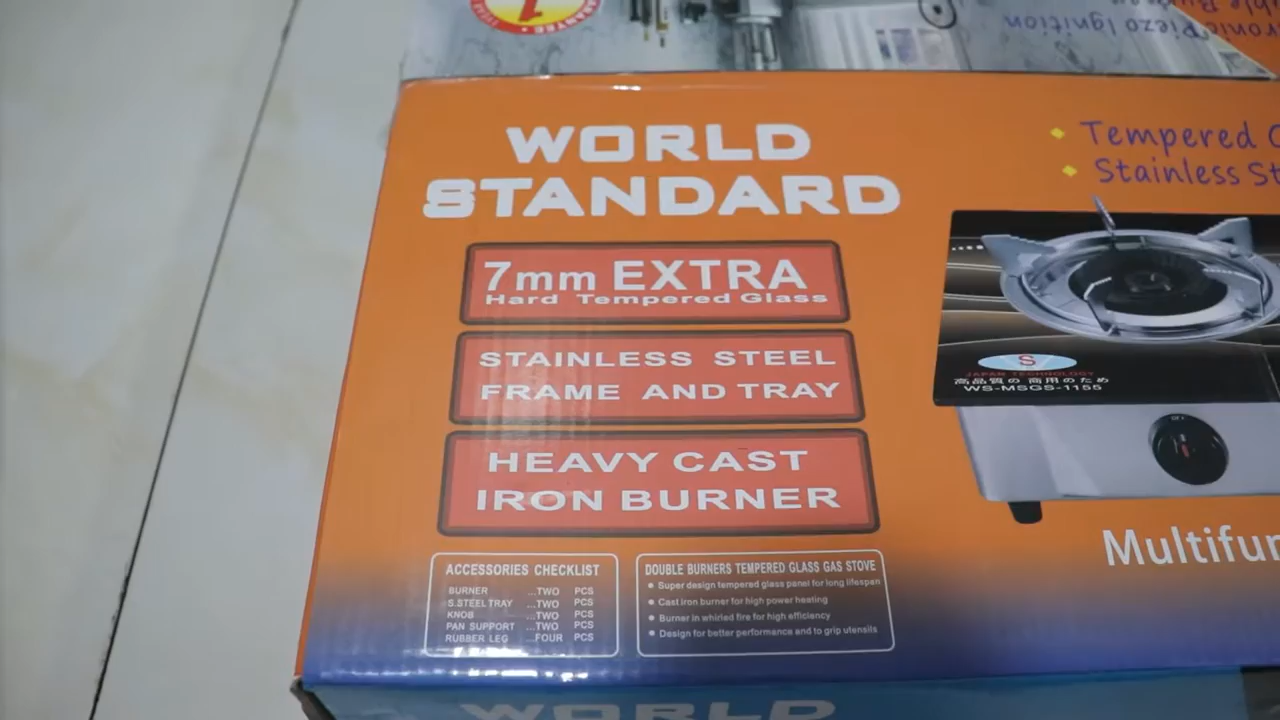 1
Piezo Ignition
WORLD
STANDARD
Tempered
Stainless
7mm EXTRA
Hard Tempered Glass
STAINLESS STEEL
FRAME AND TRAY
HEAVY CAST
IRON BURNER
S
JAPAN TECHNOLOGY
高品質の 商用のため
WS-MSGS-1155
ACCESSORIES CHECKLIST
BURNER ...TWO PCS
S.STEEL TRAY ...TWO PCS
KNOB ...TWO PCS
PAN SUPPORT ...TWO PCS
RUBBER LEG ...FOUR PCS
DOUBLE BURNERS TEMPERED GLASS GAS STOVE
Super design tempered glass panel for long lifespan
Cast iron burner for high power heating
Burner in whirled fire for high efficiency
Design for better performance and to grip utensils
WORLD